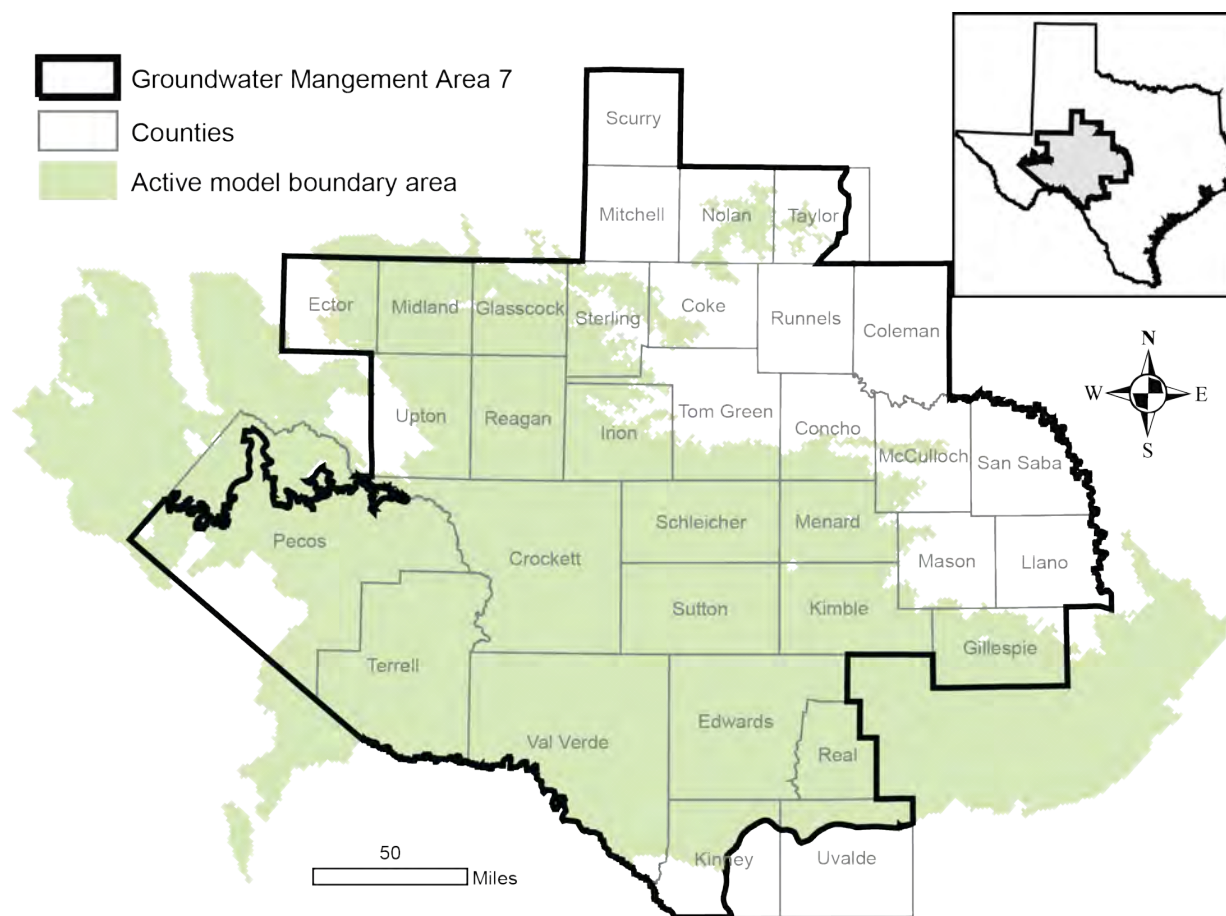 Groundwater Mangement Area 7
Counties
Active model boundary area
Scurry
Mitchell
Nolan
Taylor
Ector
Midland
Glasscock
Sterling
Coke
Runnels
Coleman
Upton
Reagan
Irion
Tom Green
Concho
McCulloch
San Saba
Pecos
Crockett
Schleicher
Menard
Mason
Llano
Sutton
Kimble
Gillespie
Terrell
Val Verde
Edwards
Real
Kinney
Uvalde
N
W
E
S
50
Miles